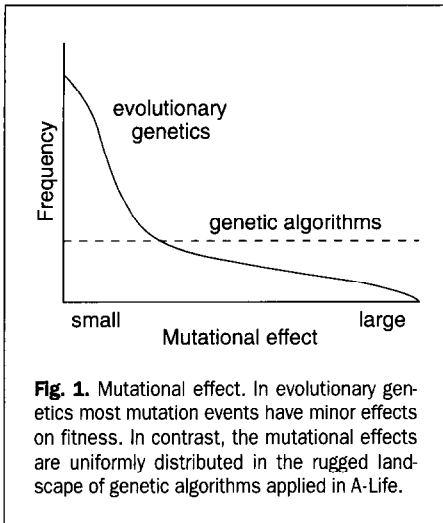 evolutionary
genetics
Frequency
genetic algorithms
small
large
Mutational effect
Fig. 1. Mutational effect. In evolutionary gen-
etics most mutation events have minor effects
on fitness. In contrast, the mutational effects
are uniformly distributed in the rugged land-
scape of genetic algorithms applied in A-Life.